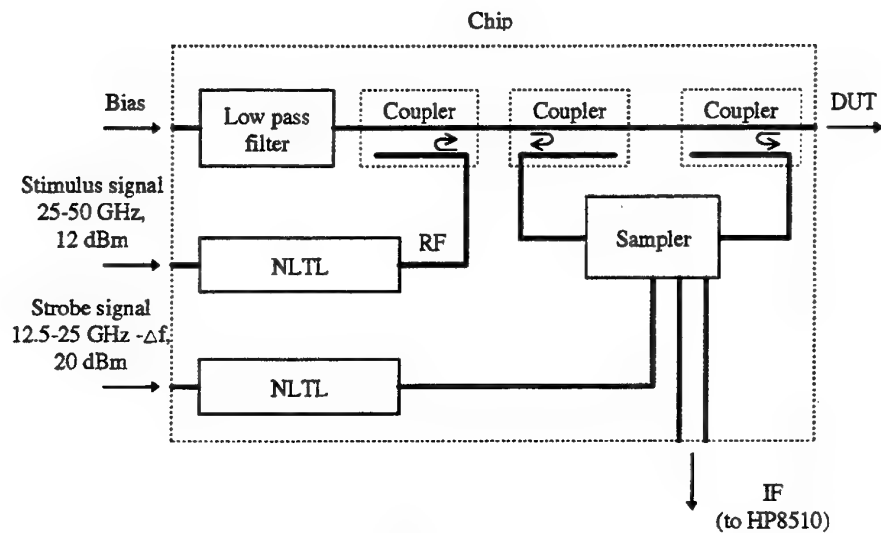 Chip
Bias
Low pass
filter
Coupler
Coupler
Coupler
DUT
Stimulus signal
25-50 GHz,
12 dBm
NLTL
RF
Sampler
Strobe signal
12.5-25 GHz -Δf,
20 dBm
NLTL
IF
(to HP8510)